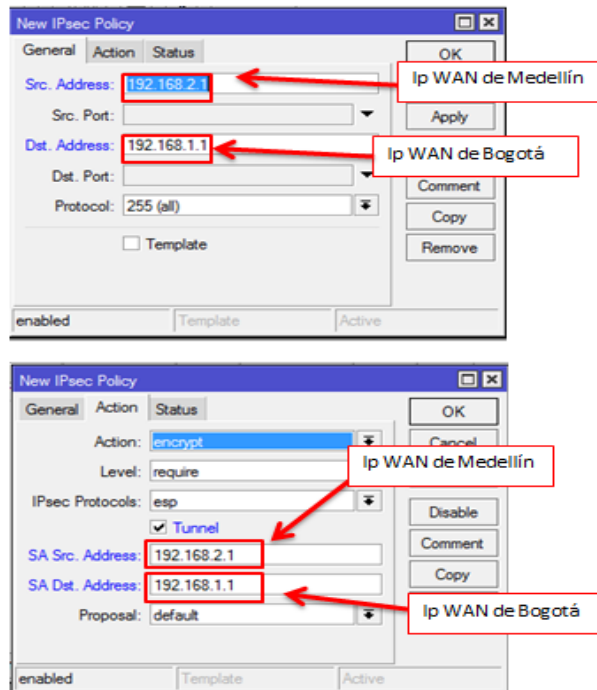 New IPsec Policy
General Action Status
OK
Src. Address: 192.168.2.1
Ip WAN de Medellín
Src. Port:
Apply
Dst. Address: 192.168.1.1
Ip WAN de Bogotá
Dst. Port:
Comment
Protocol: 255 (all)
Copy
Template
Remove
enabled Template Active
New IPsec Policy
General Action Status
OK
Action: encrypt
Cancel
Ip WAN de Medellín
Level: require
IPsec Protocols: esp
Disable
Tunnel
Comment
SA Src. Address: 192.168.2.1
Copy
SA Dst. Address: 192.168.1.1
Ip WAN de Bogotá
Proposal: default
enabled Template Active